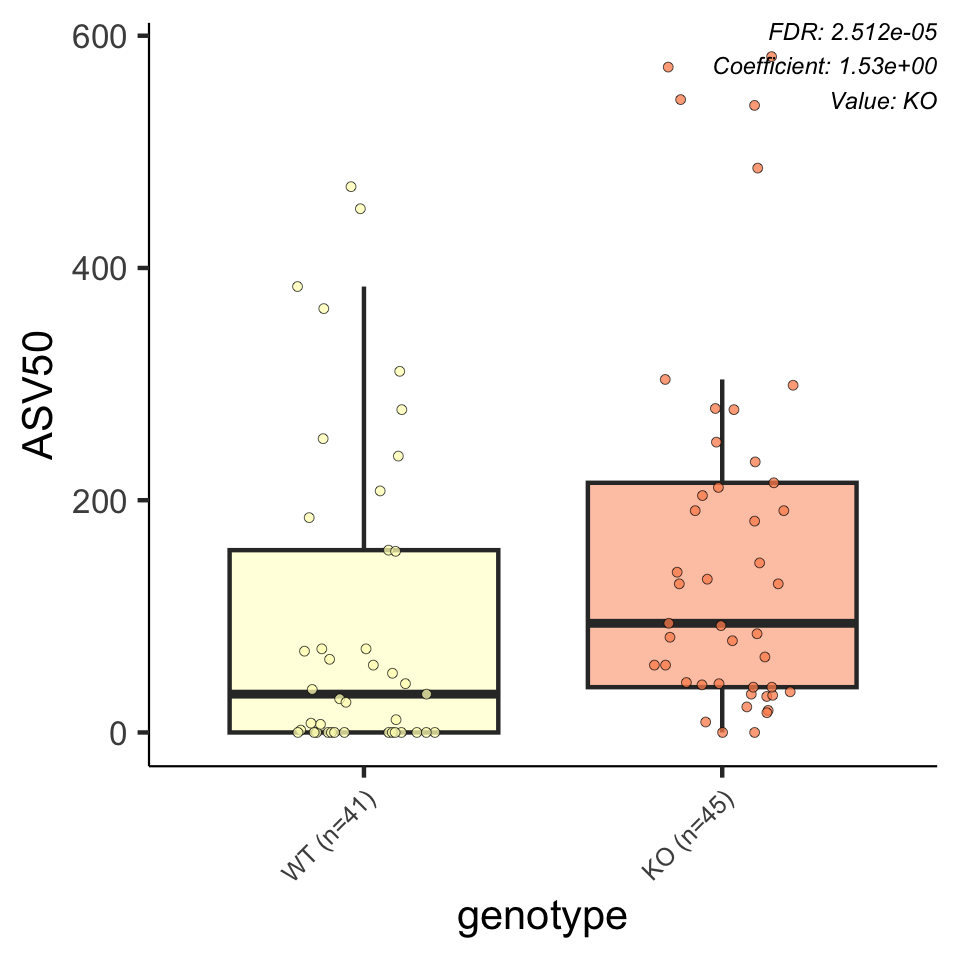 FDR: 2.512e-05
Coefficient: 1.53e+00
Value: KO
600
400
200
0
ASV50
WT (n=41)
KO (n=45)
genotype